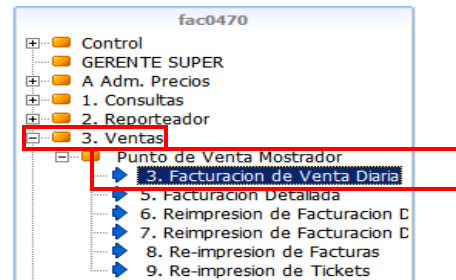 fac0470
Control
GERENTE SUPER
A Adm. Precios
1. Consultas
2. Reporteador
3. Ventas
Punto de Venta Mostrador
3. Facturacion de Venta Diaria
5. Facturacion Detallada
6. Reimpresion de Facturacion D
7. Reimpresion de Facturacion D
8. Re-impresion de Facturas
9. Re-impresion de Tickets